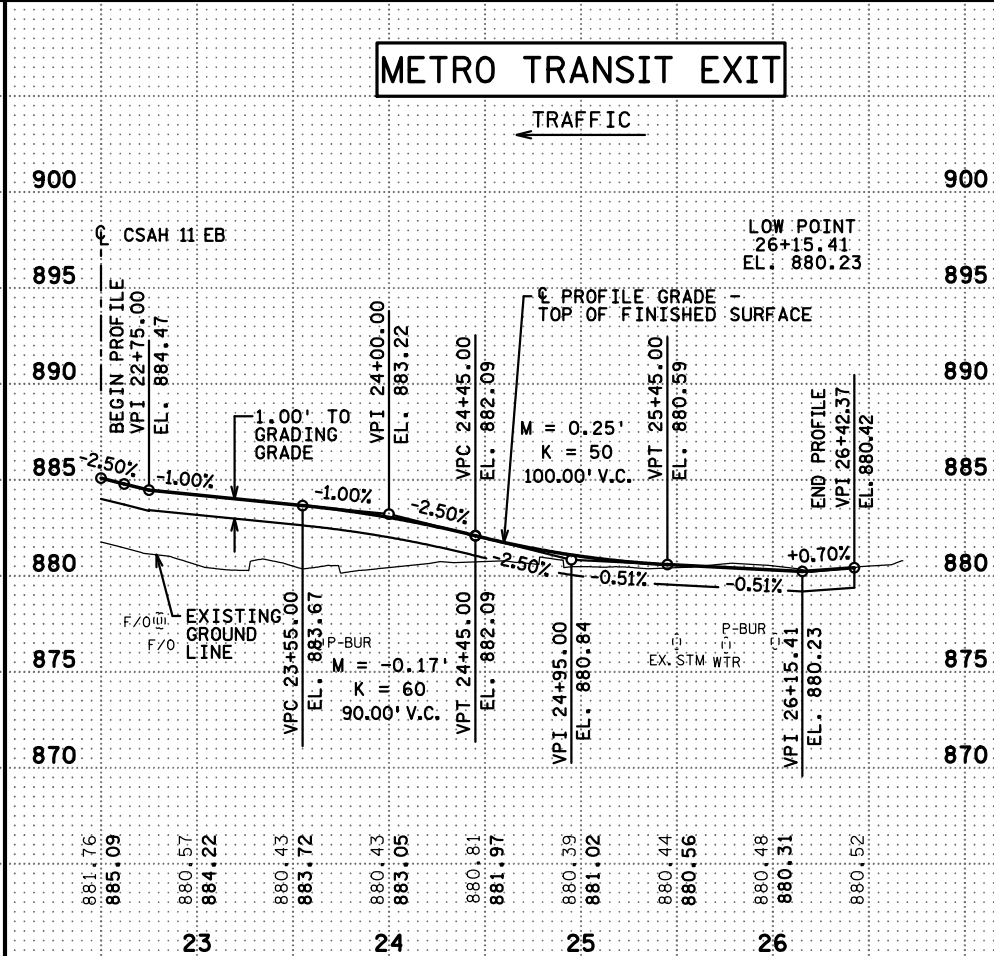 METRO TRANSIT EXIT
TRAFFIC
900
900
LOW POINT
26+15.41
EL. 880.23
℄ CSAH 11 EB
895
895
BEGIN PROFILE
VPI 22+75.00
EL. 884.47
℄ PROFILE GRADE -
TOP OF FINISHED SURFACE
890
890
1.00' TO
GRADING
GRADE
VPI 24+00.00
EL. 883.22
VPC 24+45.00
EL. 882.09
M = 0.25'
K = 50
100.00' V.C.
VPT 25+45.00
EL. 880.59
END PROFILE
VPI 26+42.37
EL. 880.42
885
885
-2.50%
-1.00%
-1.00%
-2.50%
880
880
-2.50%
-0.51%
-0.51%
+0.70%
F/O
F/O
EXISTING
GROUND
LINE
875
875
VPC 23+55.00
EL. 883.67
P-BUR
M = -0.17'
K = 60
90.00' V.C.
VPT 24+45.00
EL. 882.09
VPI 24+95.00
EL. 880.84
EX. STM
WTR
P-BUR
VPI 26+15.41
EL. 880.23
870
870
881.76
885.09
880.57
884.22
880.43
883.72
880.43
883.05
880.81
881.97
880.39
881.02
880.44
880.56
880.48
880.31
880.52
23
24
25
26